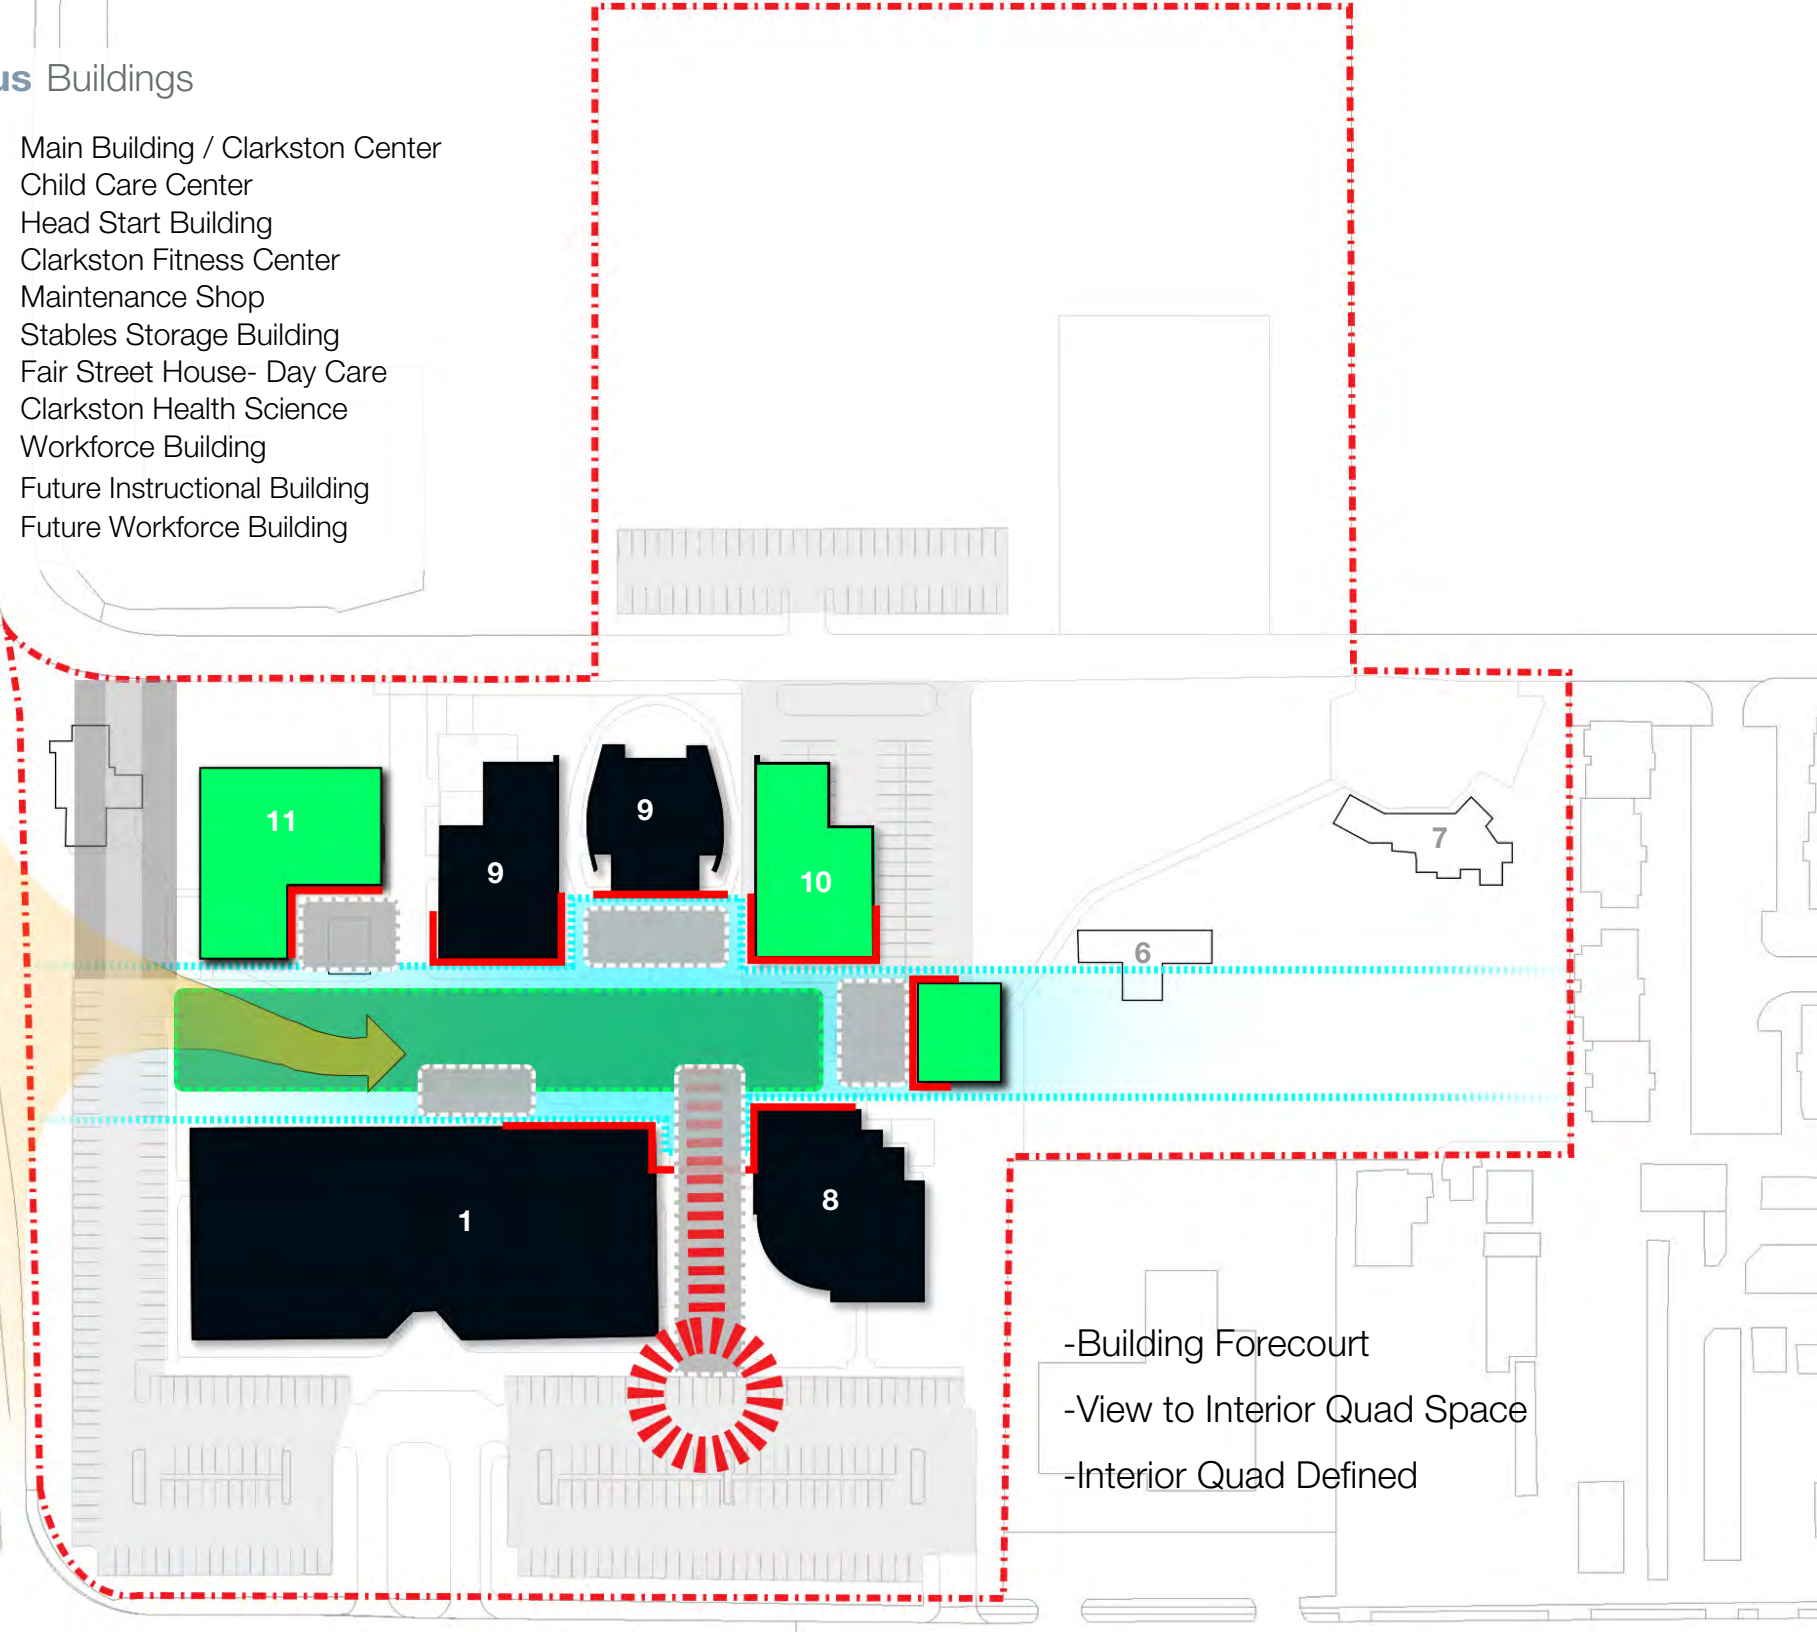 us Buildings
Main Building / Clarkston Center
Child Care Center
Head Start Building
Clarkston Fitness Center
Maintenance Shop
Stables Storage Building
Fair Street House- Day Care
Clarkston Health Science
Workforce Building
Future Instructional Building
Future Workforce Building
11
9
9
10
7
6
1
8
-Building Forecourt
-View to Interior Quad Space
-Interior Quad Defined